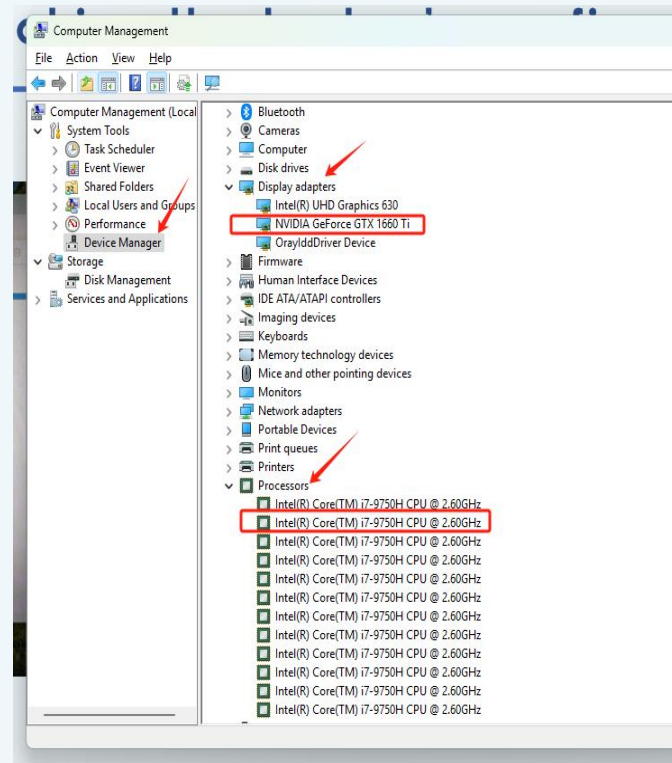 Computer Management
File Action View Help
Computer Management (Local
System Tools
Task Scheduler
Event Viewer
Shared Folders
Local Users and Groups
Performance
Device Manager
Storage
Disk Management
Services and Applications
Bluetooth
Cameras
Computer
Disk drives
Display adapters
Intel(R) UHD Graphics 630
NVIDIA GeForce GTX 1660 Ti
OrayIddDriver Device
Firmware
Human Interface Devices
IDE ATA/ATAPI controllers
Imaging devices
Keyboards
Memory technology devices
Mice and other pointing devices
Monitors
Network adapters
Portable Devices
Print queues
Printers
Processors
Intel(R) Core(TM) i7-9750H CPU @ 2.60GHz
Intel(R) Core(TM) i7-9750H CPU @ 2.60GHz
Intel(R) Core(TM) i7-9750H CPU @ 2.60GHz
Intel(R) Core(TM) i7-9750H CPU @ 2.60GHz
Intel(R) Core(TM) i7-9750H CPU @ 2.60GHz
Intel(R) Core(TM) i7-9750H CPU @ 2.60GHz
Intel(R) Core(TM) i7-9750H CPU @ 2.60GHz
Intel(R) Core(TM) i7-9750H CPU @ 2.60GHz
Intel(R) Core(TM) i7-9750H CPU @ 2.60GHz
Intel(R) Core(TM) i7-9750H CPU @ 2.60GHz
Intel(R) Core(TM) i7-9750H CPU @ 2.60GHz
Intel(R) Core(TM) i7-9750H CPU @ 2.60GHz